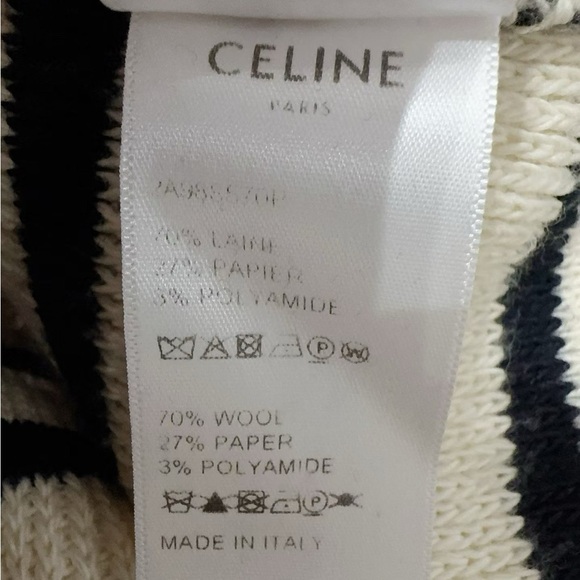 CELINE
PARIS
70% LAINE
27% PAPIER
3% POLYAMIDE
P W
70% WOOL
27% PAPER
3% POLYAMIDE
P
MADE IN ITALY